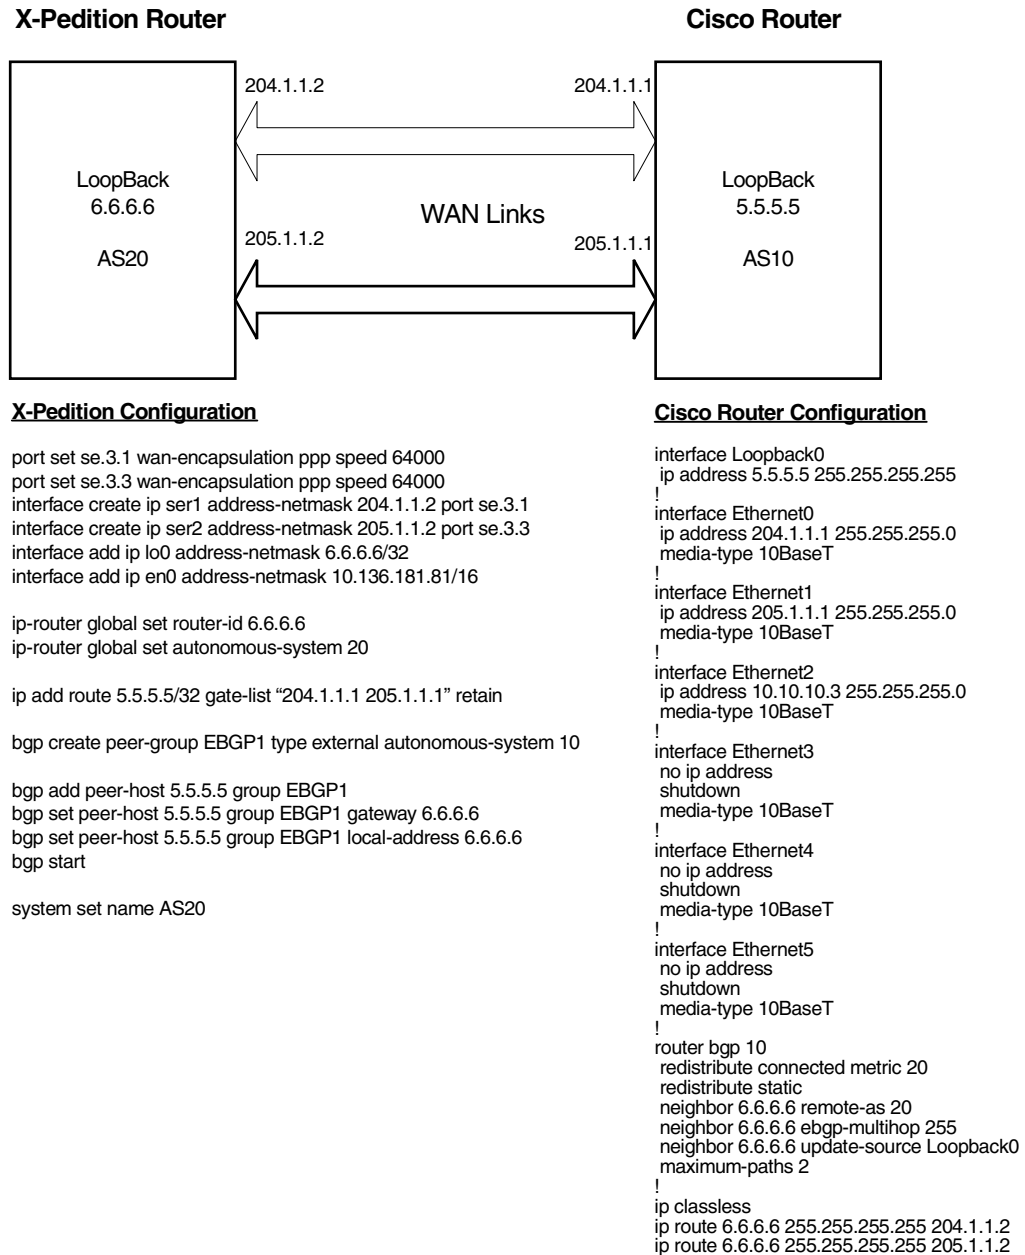 X-Pedition Router
Cisco Router
204.1.1.2
204.1.1.1
LoopBack
6.6.6.6
AS20
WAN Links
LoopBack
5.5.5.5
AS10
205.1.1.2
205.1.1.1
X-Pedition Configuration
port set se.3.1 wan-encapsulation ppp speed 64000
port set se.3.3 wan-encapsulation ppp speed 64000
interface create ip ser1 address-netmask 204.1.1.2 port se.3.1
interface create ip ser2 address-netmask 205.1.1.2 port se.3.3
interface add ip lo0 address-netmask 6.6.6.6/32
interface add ip en0 address-netmask 10.136.181.81/16
ip-router global set router-id 6.6.6.6
ip-router global set autonomous-system 20
ip add route 5.5.5.5/32 gate-list “204.1.1.1 205.1.1.1” retain
bgp create peer-group EBGP1 type external autonomous-system 10
bgp add peer-host 5.5.5.5 group EBGP1
bgp set peer-host 5.5.5.5 group EBGP1 gateway 6.6.6.6
bgp set peer-host 5.5.5.5 group EBGP1 local-address 6.6.6.6
bgp start
system set name AS20
Cisco Router Configuration
interface Loopback0
ip address 5.5.5.5 255.255.255.255
!
interface Ethernet0
ip address 204.1.1.1 255.255.255.0
media-type 10BaseT
!
interface Ethernet1
ip address 205.1.1.1 255.255.255.0
media-type 10BaseT
!
interface Ethernet2
ip address 10.10.10.3 255.255.255.0
media-type 10BaseT
!
interface Ethernet3
no ip address
shutdown
media-type 10BaseT
!
interface Ethernet4
no ip address
shutdown
media-type 10BaseT
!
interface Ethernet5
no ip address
shutdown
media-type 10BaseT
!
router bgp 10
redistribute connected metric 20
redistribute static
neighbor 6.6.6.6 remote-as 20
neighbor 6.6.6.6 ebgp-multihop 255
neighbor 6.6.6.6 update-source Loopback0
maximum-paths 2
!
ip classless
ip route 6.6.6.6 255.255.255.255 204.1.1.2
ip route 6.6.6.6 255.255.255.255 205.1.1.2